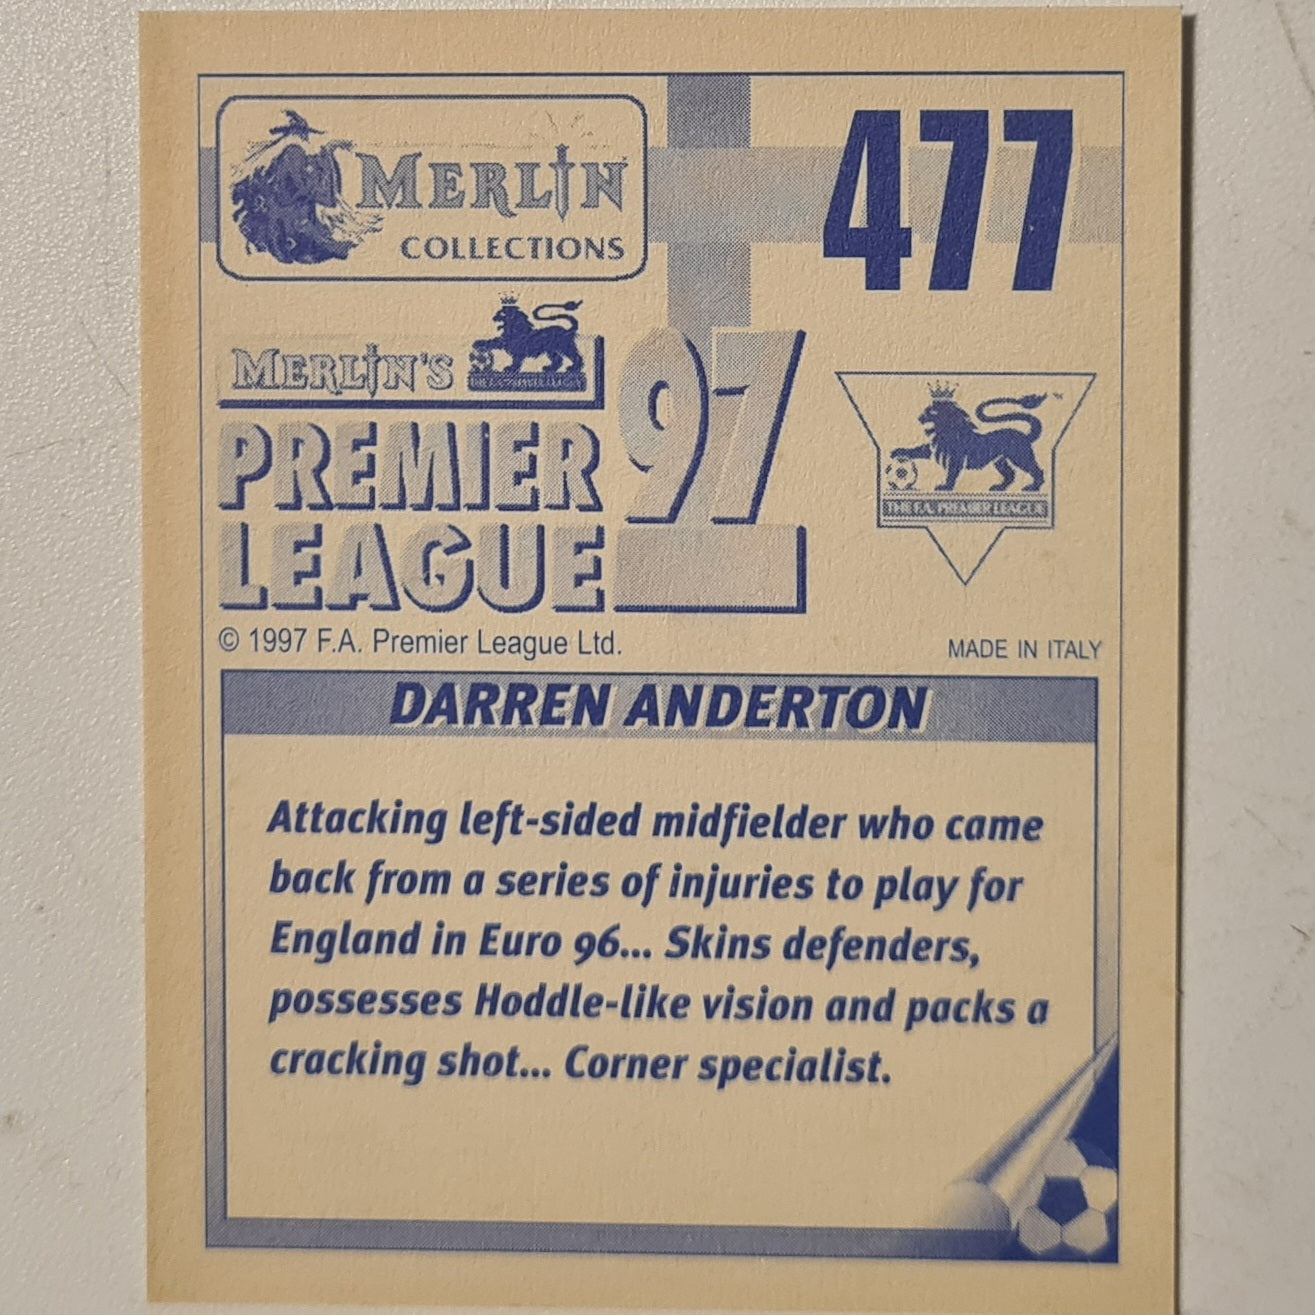 MERLIN
COLLECTIONS
477
MERLIN'S
PREMIER
LEAGUE
97
THE F.A. PREMIER LEAGUE
© 1997 F.A. Premier League Ltd.
MADE IN ITALY
DARREN ANDERTON
Attacking left-sided midfielder who came
back from a series of injuries to play for
England in Euro 96... Skins defenders,
possesses Hoddle-like vision and packs a
cracking shot... Corner specialist.